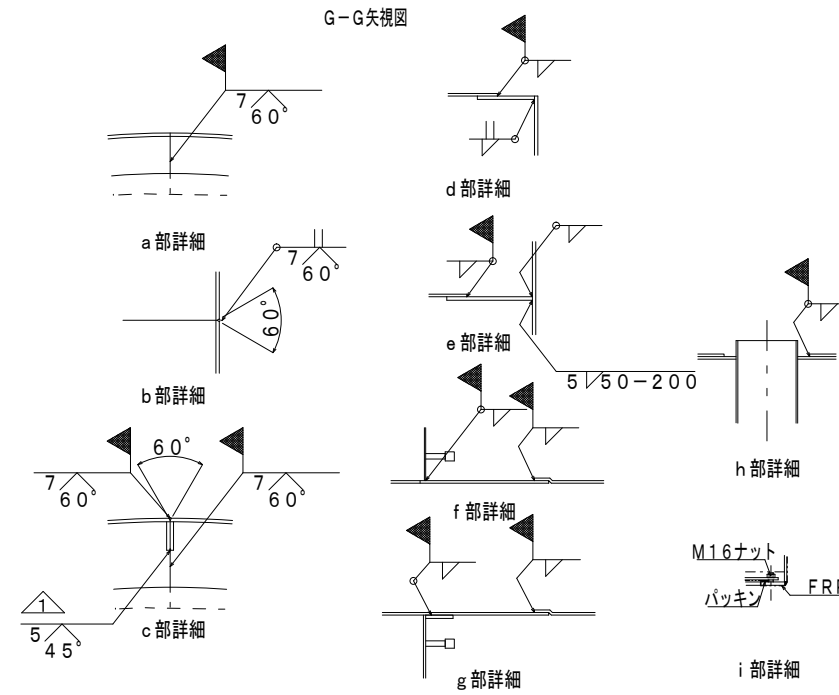 G-G矢視図
7
60°
a部詳細
7
60°
60°
b部詳細
60°
7
60°
7
60°
1
5
45°
c部詳細
d部詳細
e部詳細
5 50-200
f部詳細
g部詳細
h部詳細
M16ナット
パッキン
i部詳細